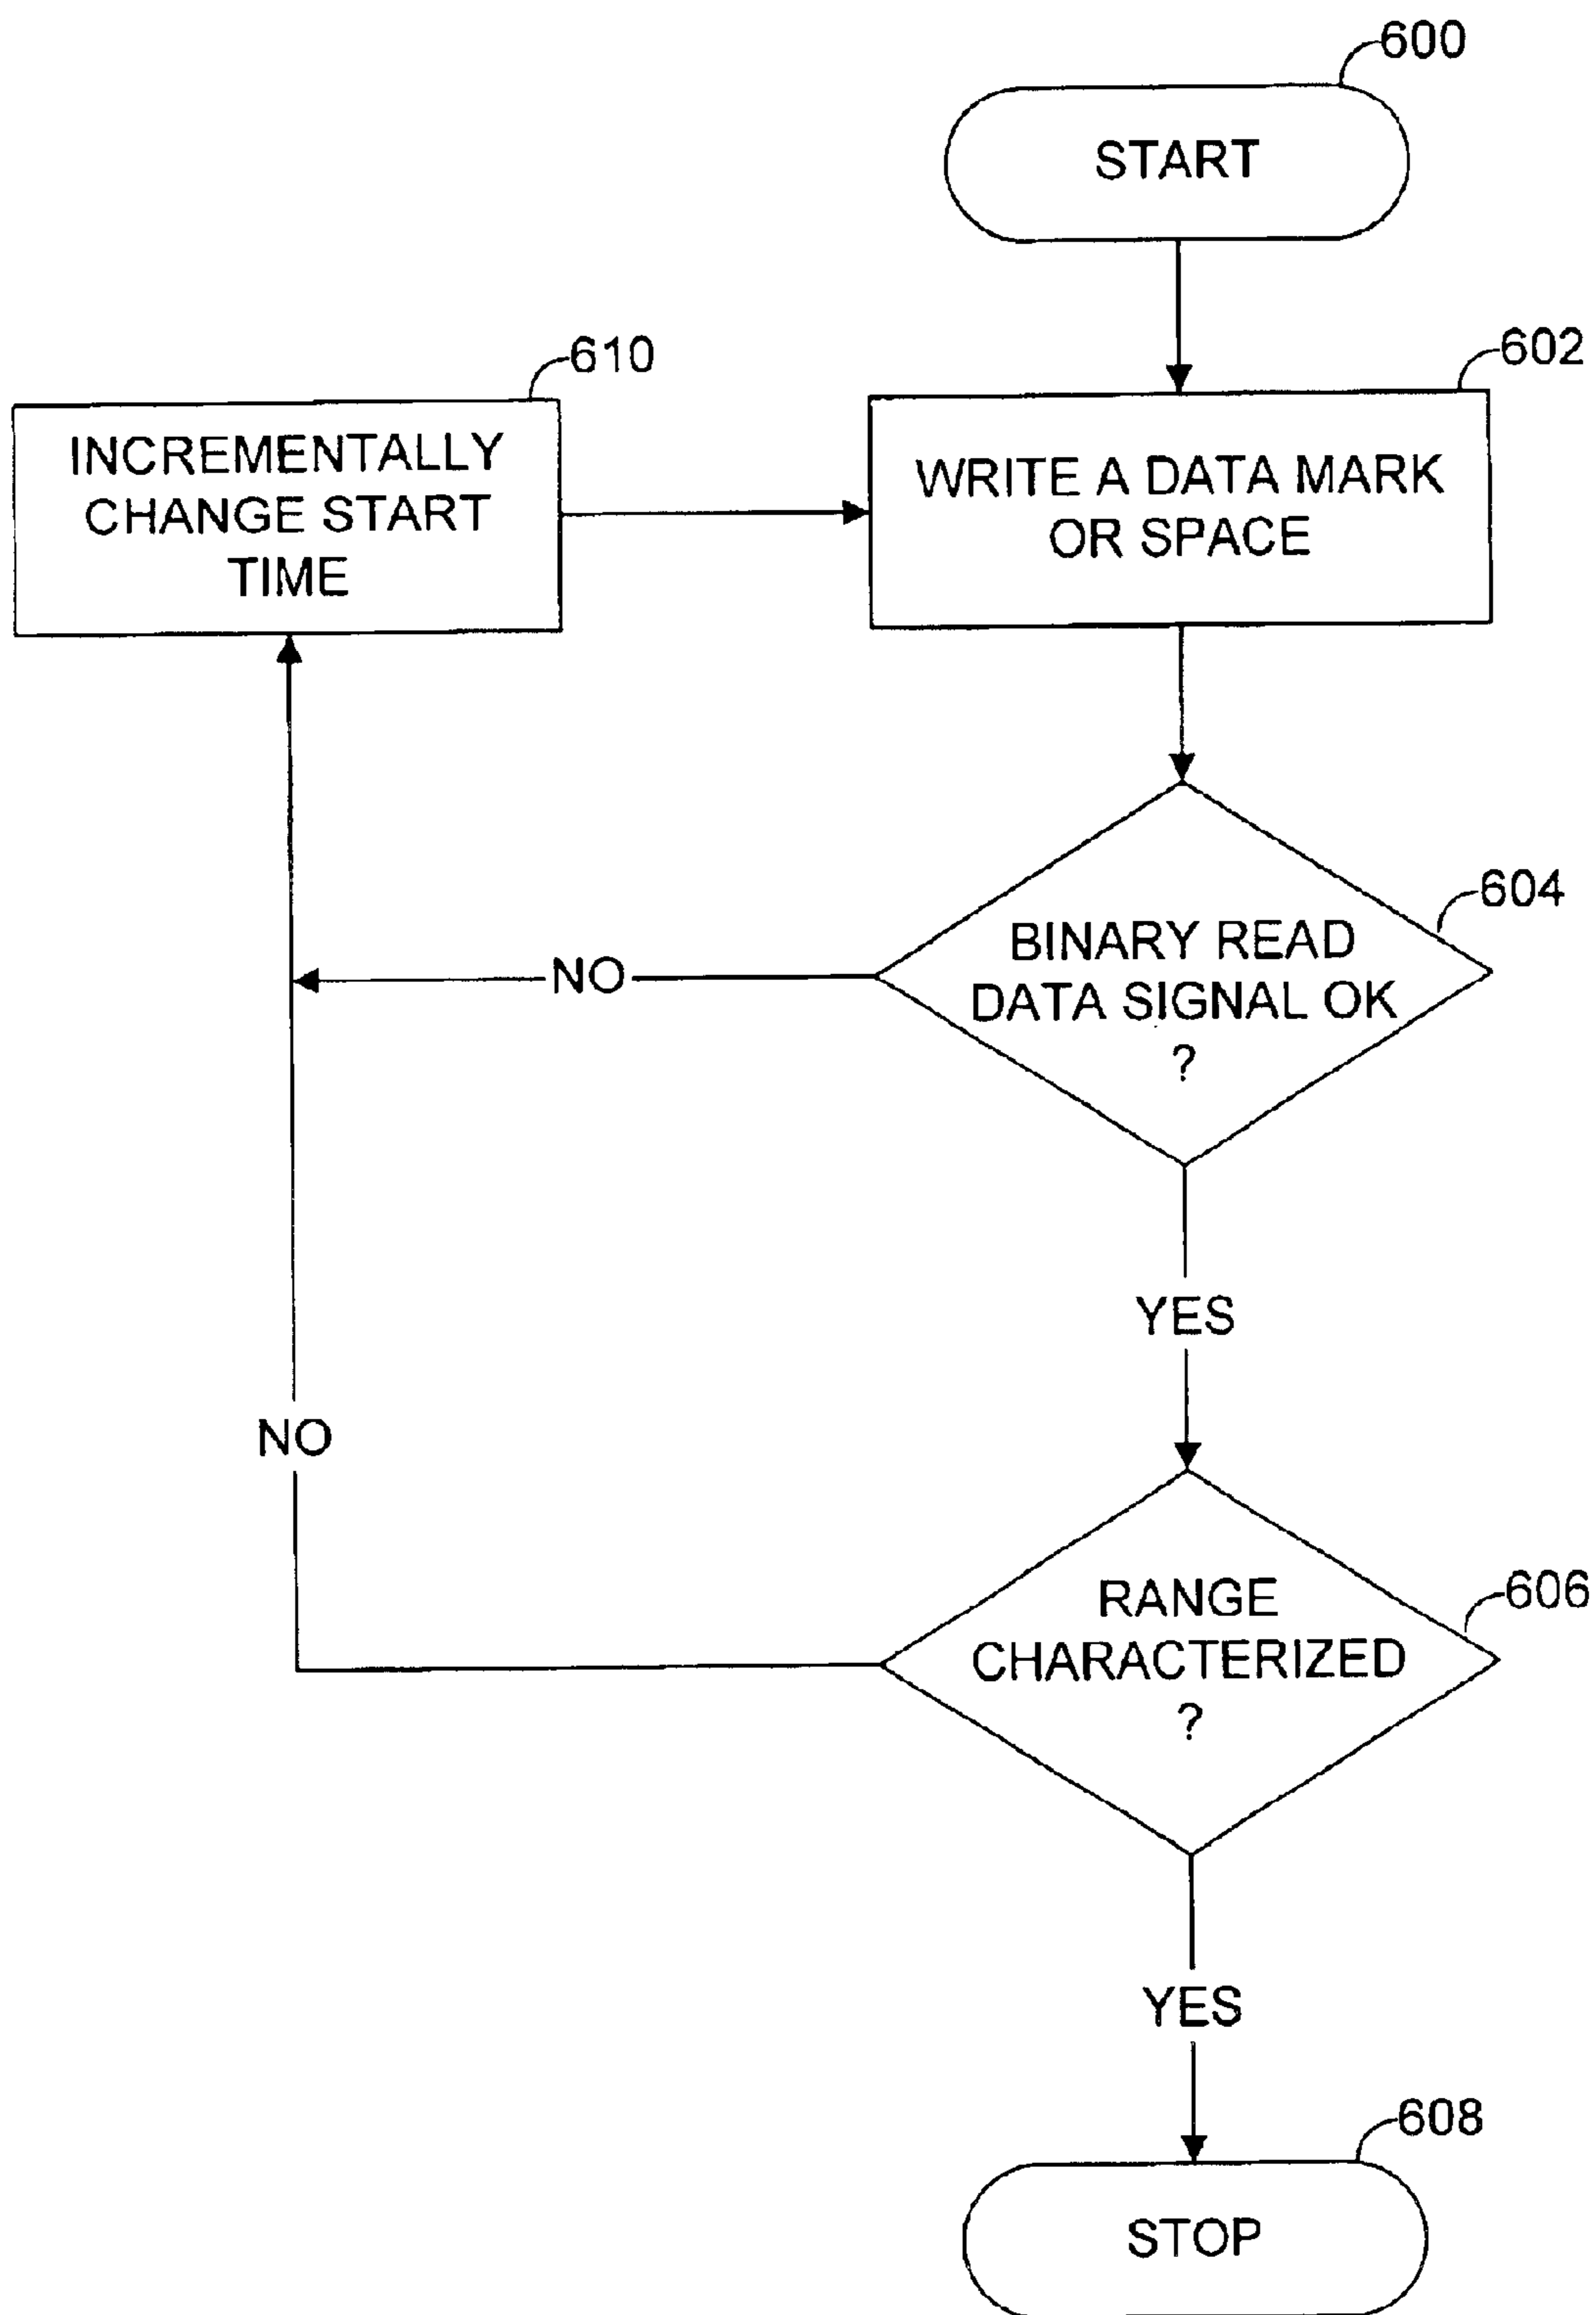 600
START
610
602
INCREMENTALLY
CHANGE START
TIME
WRITE A DATA MARK
OR SPACE
604
BINARY READ
DATA SIGNAL OK
?
NO
YES
NO
606
RANGE
CHARACTERIZED
?
YES
608
STOP